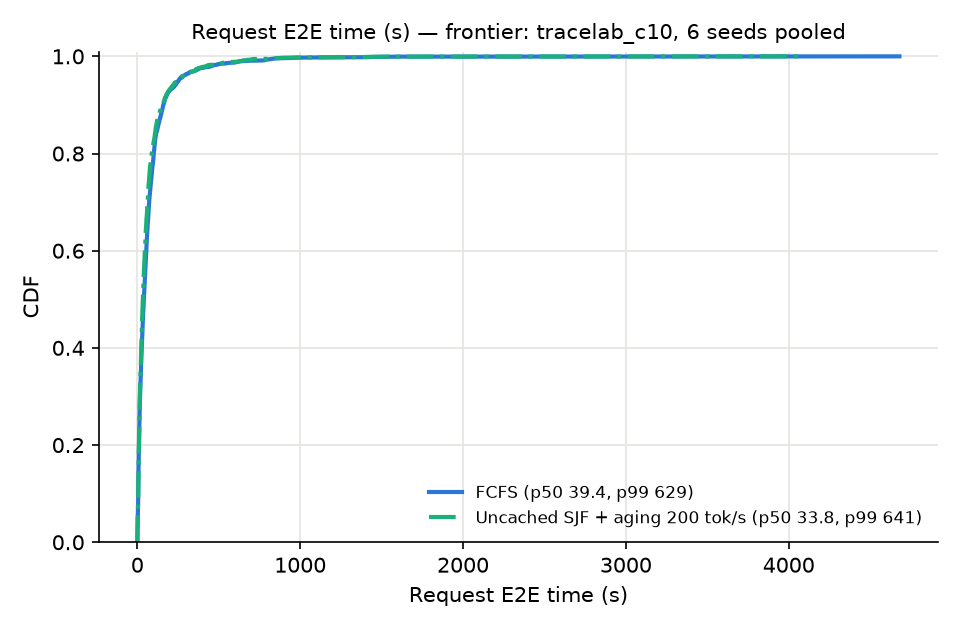 Request E2E time (s) — frontier: tracelab_c10, 6 seeds pooled
1.0
0.8
0.6
0.4
0.2
0.0
CDF
FCFS (p50 39.4, p99 629)
Uncached SJF + aging 200 tok/s (p50 33.8, p99 641)
0 1000 2000 3000 4000
Request E2E time (s)